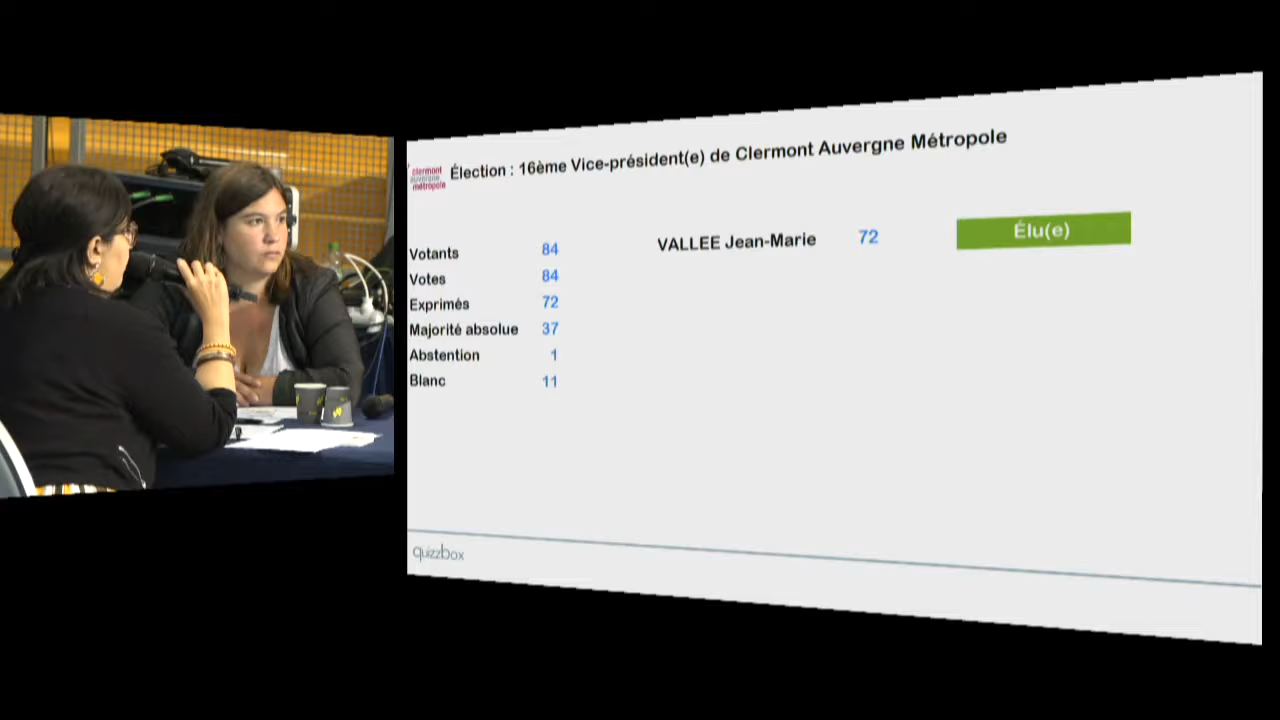 clermont
auvergne
métropole
Élection : 16ème Vice-président(e) de Clermont Auvergne Métropole
Votants 84
Votes 84
Exprimés 72
Majorité absolue 37
Abstention 1
Blanc 11
VALLEE Jean-Marie 72 Élu(e)
quizzbox